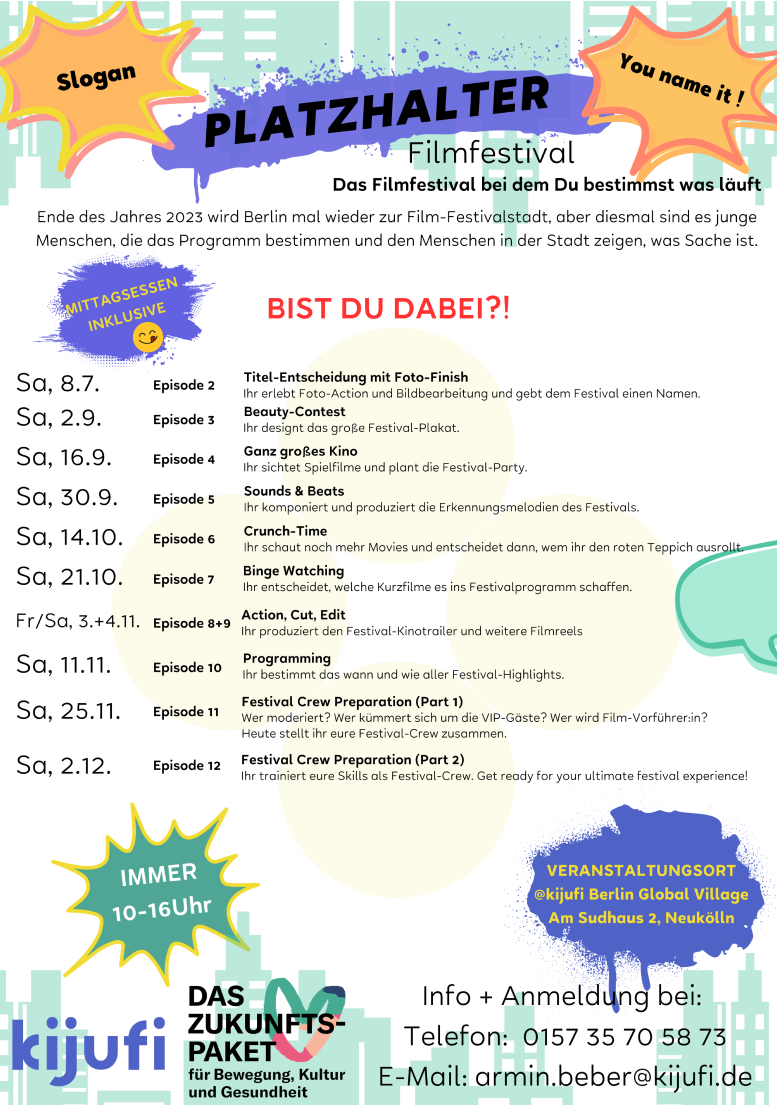 Slogan
You name it !
PLATZHALTER
Filmfestival
Das Filmfestival bei dem Du bestimmst was läuft
Ende des Jahres 2023 wird Berlin mal wieder zur Film-Festivalstadt, aber diesmal sind es junge
Menschen, die das Programm bestimmen und den Menschen in der Stadt zeigen, was Sache ist.
MITTAGSESSEN
INKLUSIVE
BIST DU DABEI?!
Sa, 8.7. Episode 2 Titel-Entscheidung mit Foto-Finish
Ihr erlebt Foto-Action und Bildbearbeitung und gebt dem Festival einen Namen.
Sa, 2.9. Episode 3 Beauty-Contest
Ihr designt das große Festival-Plakat.
Sa, 16.9. Episode 4 Ganz großes Kino
Ihr sichtet Spielfilme und plant die Festival-Party.
Sa, 30.9. Episode 5 Sounds & Beats
Ihr komponiert und produziert die Erkennungsmelodien des Festivals.
Sa, 14.10. Episode 6 Crunch-Time
Ihr schaut noch mehr Movies und entscheidet dann, wem ihr den roten Teppich ausrollt.
Sa, 21.10. Episode 7 Binge Watching
Ihr entscheidet, welche Kurzfilme es ins Festivalprogramm schaffen.
Fr/Sa, 3.+4.11. Episode 8+9 Action, Cut, Edit
Ihr produziert den Festival-Kinotrailer und weitere Filmreels
Sa, 11.11. Episode 10 Programming
Ihr bestimmt das wann und wie aller Festival-Highlights.
Sa, 25.11. Episode 11 Festival Crew Preparation (Part 1)
Wer moderiert? Wer kümmert sich um die VIP-Gäste? Wer wird Film-Vorführer:in?
Heute stellt ihr eure Festival-Crew zusammen.
Sa, 2.12. Episode 12 Festival Crew Preparation (Part 2)
Ihr trainiert eure Skills als Festival-Crew. Get ready for your ultimate festival experience!
IMMER
10-16Uhr
VERANSTALTUNGSORT
@kijufi Berlin Global Village
Am Sudhaus 2, Neukölln
kijufi
DAS
ZUKUNFTS-
PAKET
für Bewegung, Kultur
und Gesundheit
Info + Anmeldung bei:
Telefon: 0157 35 70 58 73
E-Mail: armin.beber@kijufi.de